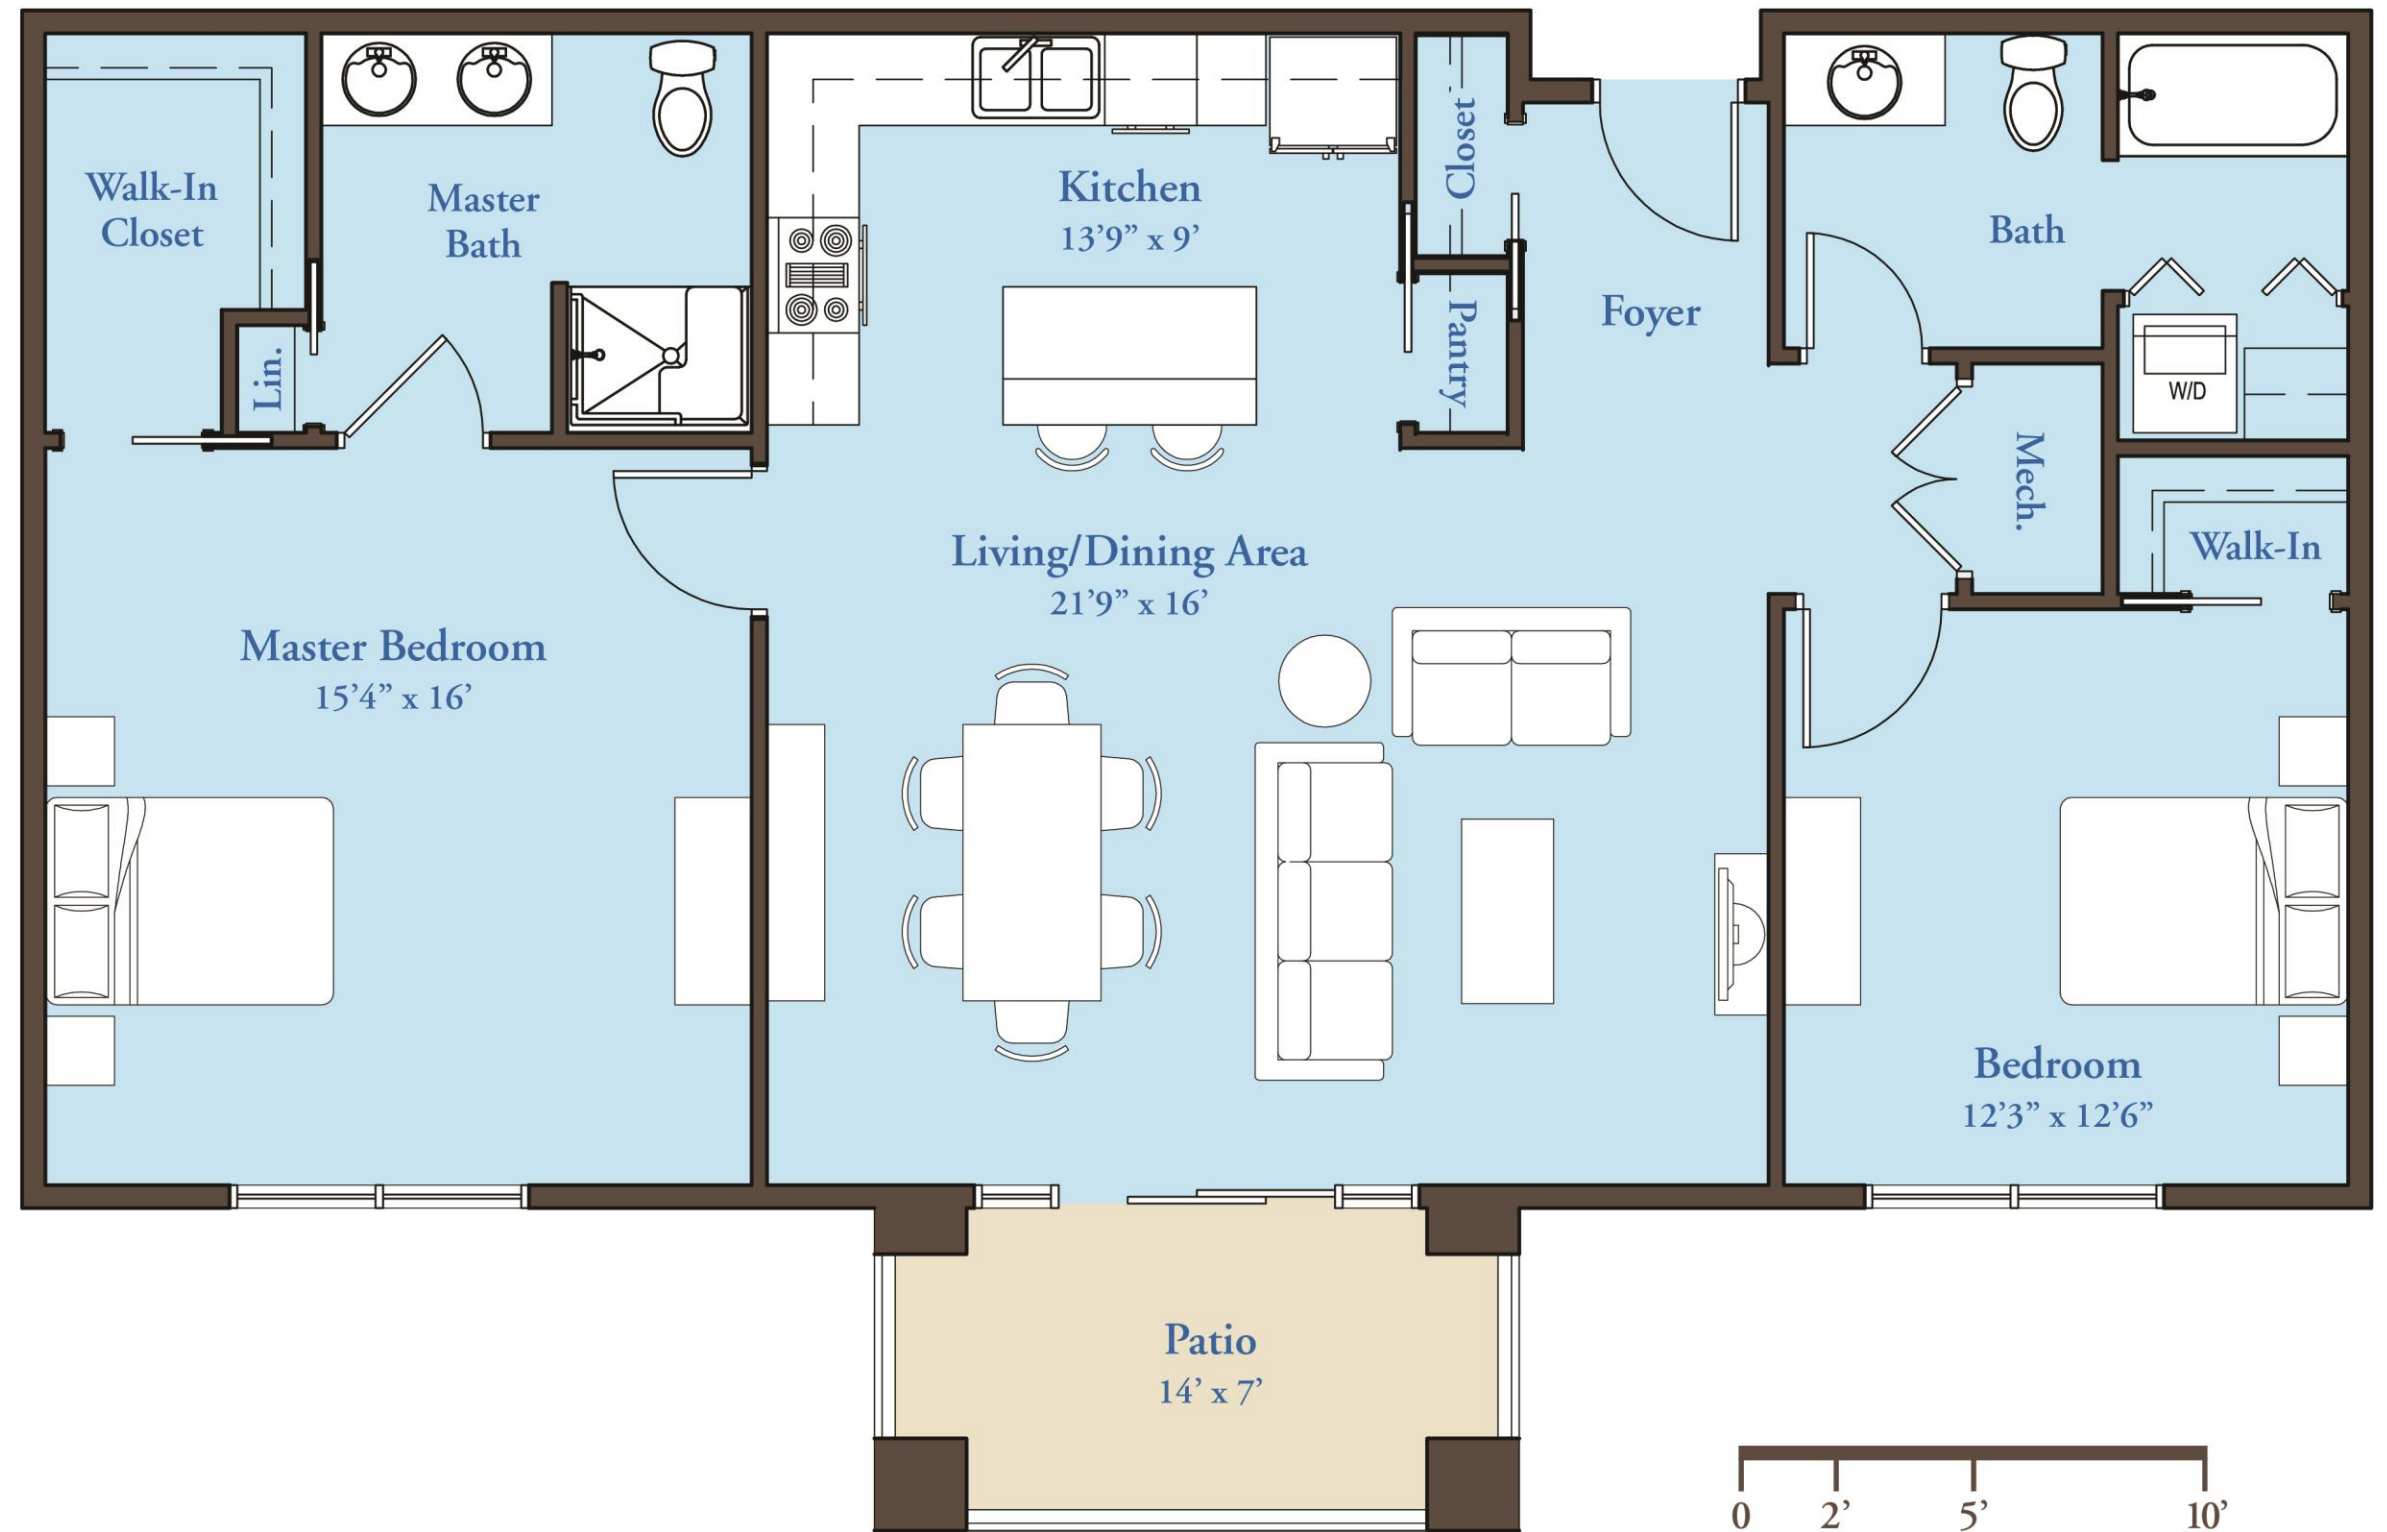 Walk-In
Closet
Master
Bath
Lin.
Kitchen
13’9” x 9’
Closet
Pantry
Foyer
Bath
W/D
Mech.
Walk-In
Living/Dining Area
21’9” x 16’
Master Bedroom
15’4” x 16’
Bedroom
12’3” x 12’6”
Patio
14’ x 7’
0 2’ 5’ 10’